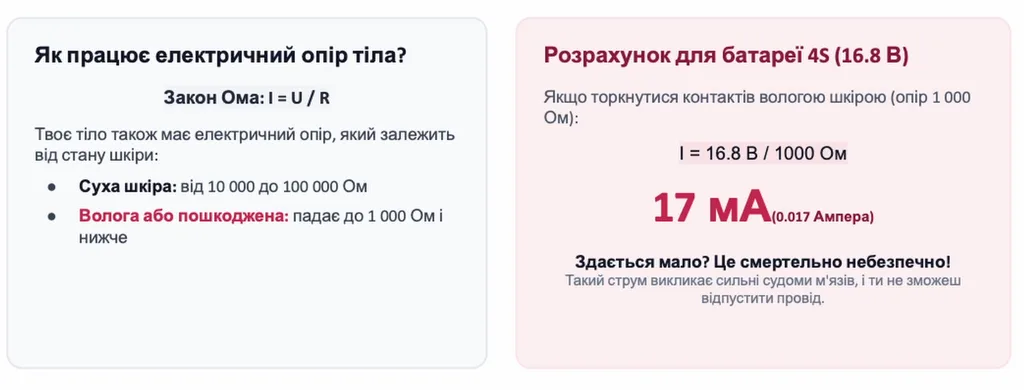 Як працює електричний опір тіла?
Закон Ома: I = U / R
Твоє тіло також має електричний опір, який залежить
від стану шкіри:
● Суха шкіра: від 10 000 до 100 000 Ом
● Волога або пошкоджена: падає до 1 000 Ом і
нижче
Розрахунок для батареї 4S (16.8 В)
Якщо торкнутися контактів вологою шкірою (опір 1 000
Ом):
I = 16.8 В / 1000 Ом
17 мА(0.017 Ампера)
Здається мало? Це смертельно небезпечно!
Такий струм викликає сильні судоми м'язів, і ти не зможеш
відпустити провід.